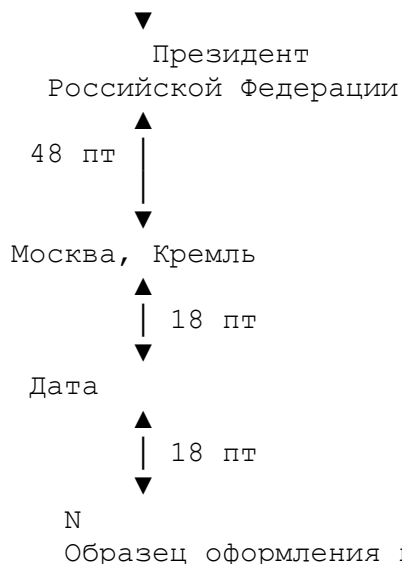 Президент
Российской Федерации
48 пт
Москва, Кремль
18 пт
Дата
18 пт
N
Образец оформления